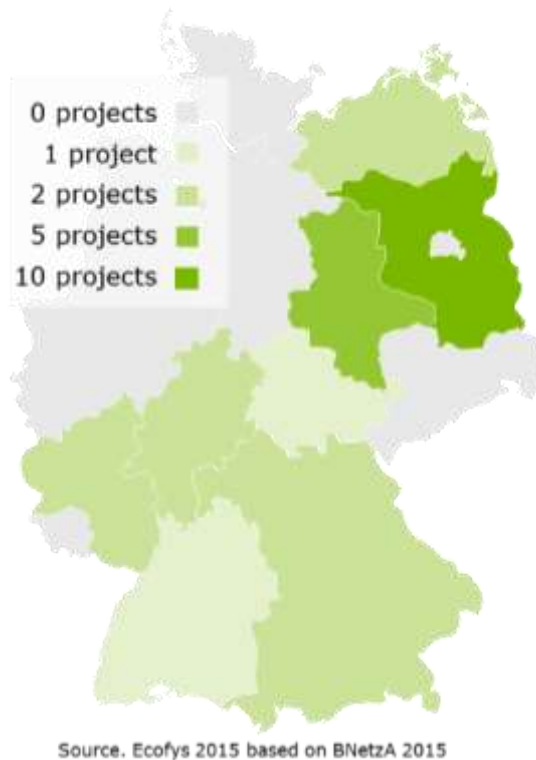 0 projects
1 project
2 projects
5 projects
10 projects
Source. Ecofys 2015 based on BNetzA 2015